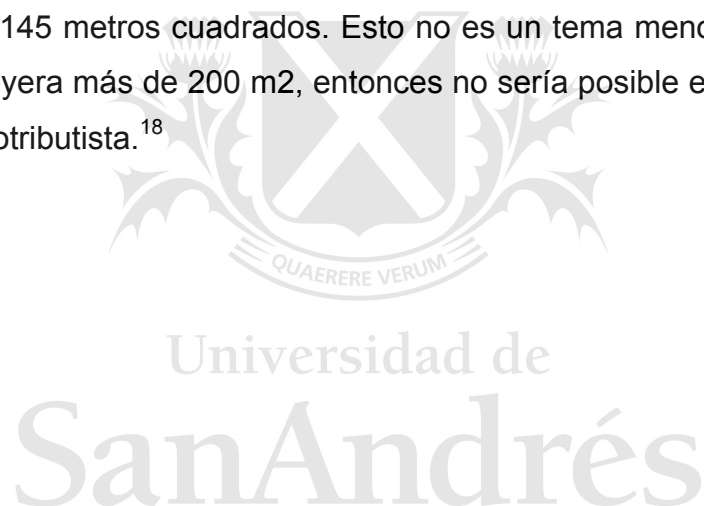 145 metros cuadrados. Esto no es un tema meno
yera más de 200 m2, entonces no sería posible e
otributista.18
QUAERERE VERUM
Universidad de
SanAndrés